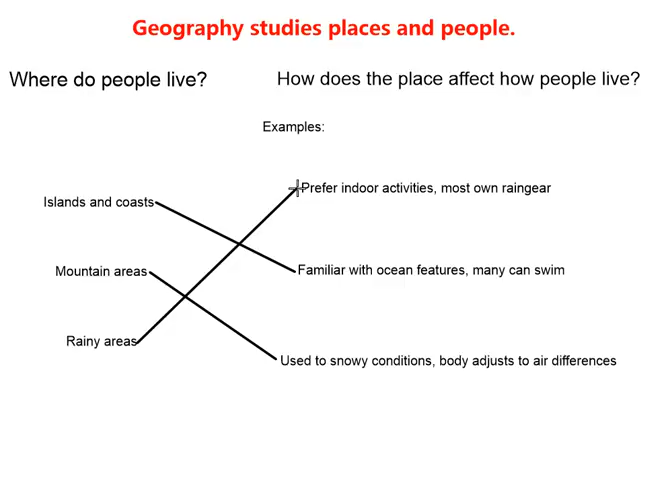 Geography studies places and people.
Where do people live?
How does the place affect how people live?
Examples:
Islands and coasts
Prefer indoor activities, most own raingear
Mountain areas
Familiar with ocean features, many can swim
Rainy areas
Used to snowy conditions, body adjusts to air differences